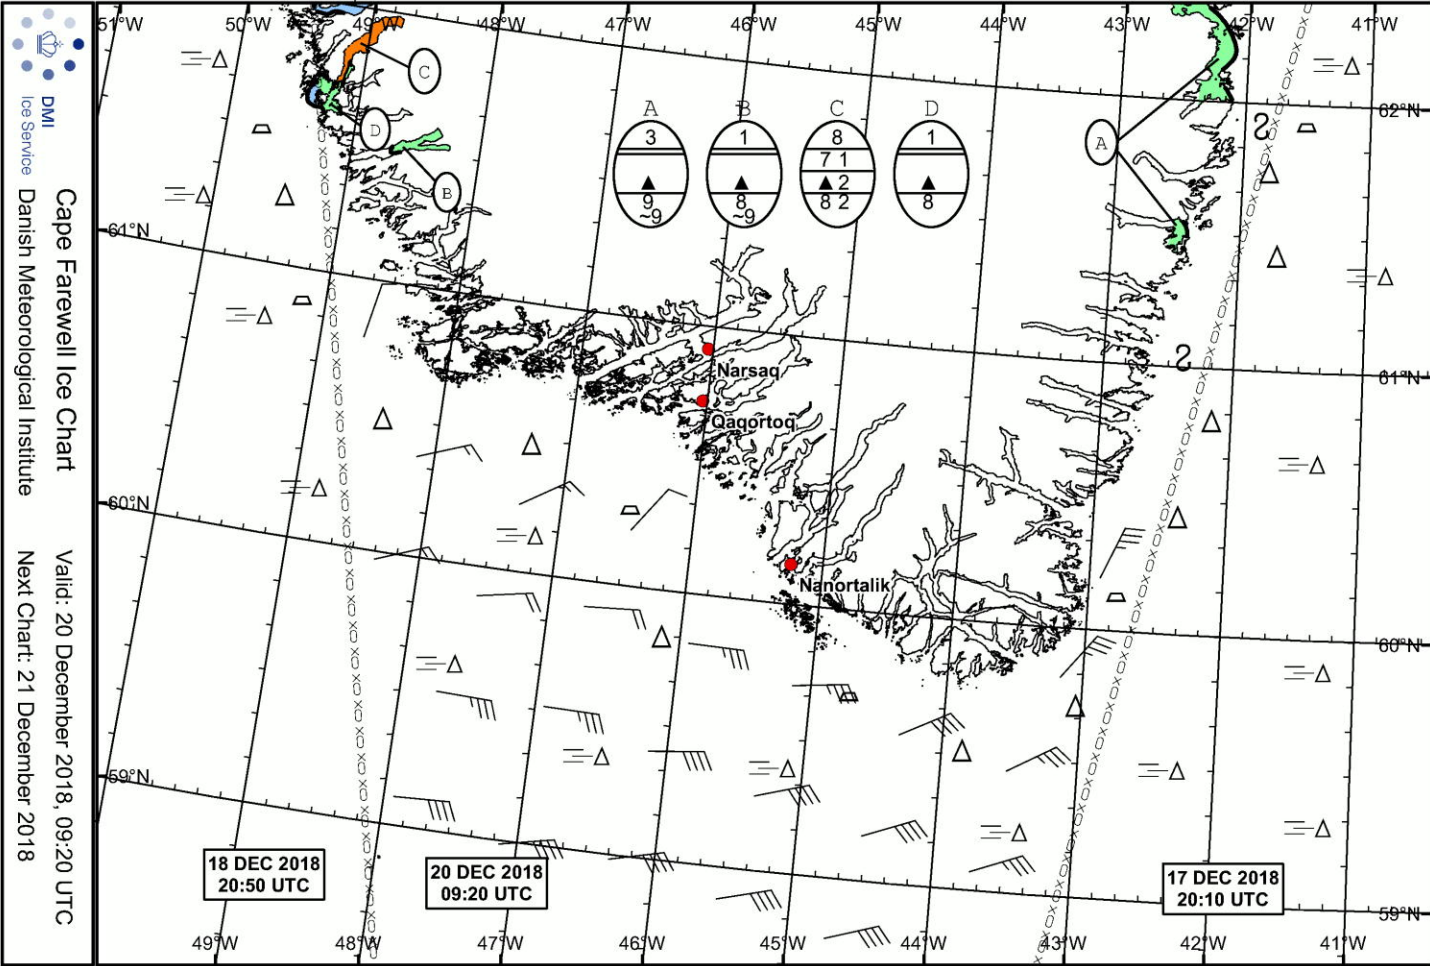 DMI
Ice Service
Cape Farewell Ice Chart
Danish Meteorological Institute
Valid: 20 December 2018, 09:20 UTC
Next Chart: 21 December 2018
51°W 50°W 49°W 48°W 47°W 46°W 45°W 44°W 43°W 42°W 41°W
C
D
B
A B C D
3 1 8 1
7 1
2
9 8 8 2 8
~9 ~9
A
62°N
61°N
61°N
Narsaq
Qaqortoq
60°N
Nanortalik
60°N
59°N
59°N
18 DEC 2018
20:50 UTC
20 DEC 2018
09:20 UTC
17 DEC 2018
20:10 UTC
49°W 48°W 47°W 46°W 45°W 44°W 43°W 42°W 41°W